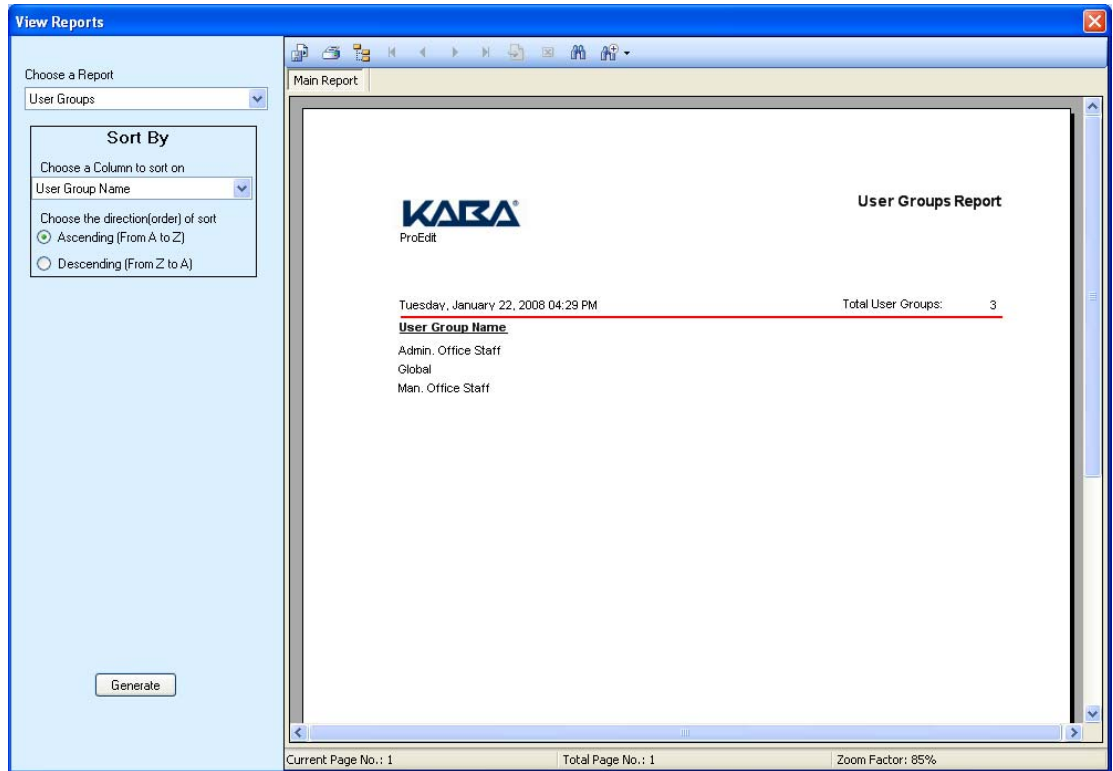 View Reports
Choose a Report
User Groups
Sort By
Choose a Column to sort on
User Group Name
Choose the direction(order) of sort
Ascending (From A to Z)
Descending (From Z to A)
Generate
Main Report
KABA®
ProEdit
User Groups Report
Tuesday, January 22, 2008 04:29 PM Total User Groups: 3
User Group Name
Admin. Office Staff
Global
Man. Office Staff
Current Page No.: 1 Total Page No.: 1 Zoom Factor: 85%